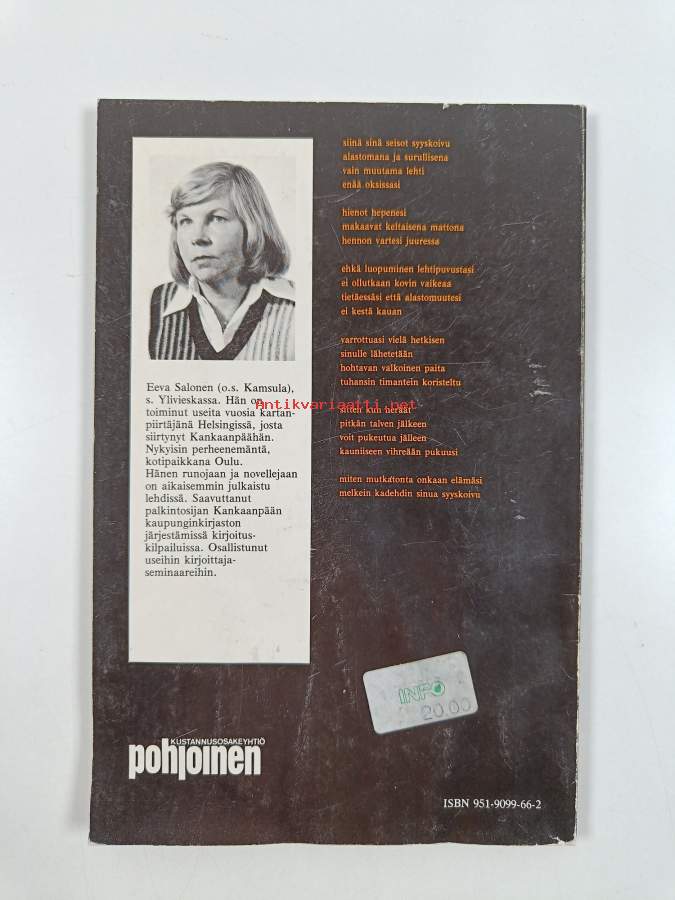 Eeva Salonen (o.s. Kamsula),
s. Ylivieskassa. Hän on
toiminut useita vuosia kartan-
piirtäjänä Helsingissä, josta
siirtynyt Kankaanpäähän.
Nykyisin perheenemäntä,
kotipaikkana Oulu.
Hänen runojaan ja novellejaan
on aikaisemmin julkaistu
lehdissä. Saavuttanut
palkintosijan Kankaanpään
kaupunginkirjaston
järjestämissä kirjoitus-
kilpailuissa. Osallistunut
useihin kirjoittaja-
seminaareihin.
siinä sinä seisot syyskoivu
alastomana ja surullisena
vain muutama lehti
enää oksissasi
hienot hepenesi
makaavat keltaisena mattona
hennon vartesi juuressa
ehkä luopuminen lehtipuvustasi
ei ollutkaan kovin vaikeaa
tietäessäsi että alastomuutesi
ei kestä kauan
varrottuasi vielä hetkisen
sinulle lähetetään
hohtavan valkoinen paita
tuhansin timantein koristeltu
sitten kun heräät
pitkän talven jälkeen
voit pukeutua jälleen
kauniiseen vihreään pukuusi
miten mutkatonta onkaan elämäsi
melkein kadehdin sinua syyskoivu
Antikvariaatti.net
INFO
20.00
KUSTANNUSOSAKEYHTIÖ
pohjoinen
ISBN 951-9099-66-2